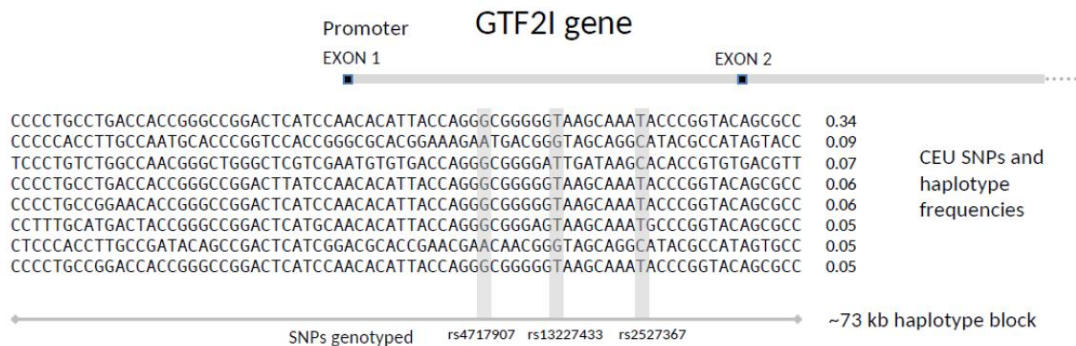 GTF2I gene
Promoter
EXON 1 EXON 2
CCCCTGCCTGACCACCGGGCCGGACTCATCCAACACATTACCAGGGCGGGGGTAAGCAAATACCCGGTACAGCGCC 0.34
CCCCCACCTTGCCAATGCACCCGGTCCACCGGGCGCACGGAAAGAATGACGGGTAGCAGGCATACGCCATAGTACC 0.09
TCCCTGTCTGGCCAACGGGCTGGGCTCGTCGAATGTGTGACCAGGGCGGGGATTGATAAGCACACCGTGTGACGTT 0.07
CCCCTGCCTGACCACCGGGCCGGACTTATCCAACACATTACCAGGGCGGGGGTAAGCAAATACCCGGTACAGCGCC 0.06
CCCCTGCCGGAACACCGGGCCGGACTCATCCAACACATTACCAGGGCGGGGGTAAGCAAATACCCGGTACAGCGCC 0.06
CCTTTGCATGACTACCGGGCCGGACTCATGCAACACATTACCAGGGCGGGAGTAAGCAAATGCCCGGTACAGCGCC 0.05
CTCCCACCTTGCCGATACAGCCGACTCATCGGACGCACCGAACGAACAACGGGTAGCAGGCATACGCCATAGTGCC 0.05
CCCCTGCCGGACCACCGGGCCGGACTCATCCAACACATTACCAGGGCGGGGGTAAGCAAATACCCGGTACAGCGCC 0.05
CEU SNPs and
haplotype
frequencies
SNPs genotyped rs4717907 rs13227433 rs2527367
~73 kb haplotype block